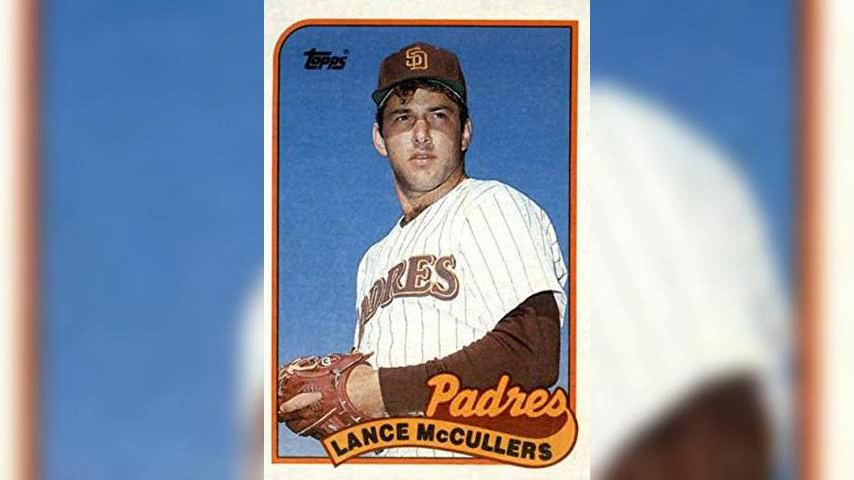 Topps
SD
PADRES
Padres
LANCE McCULLERS